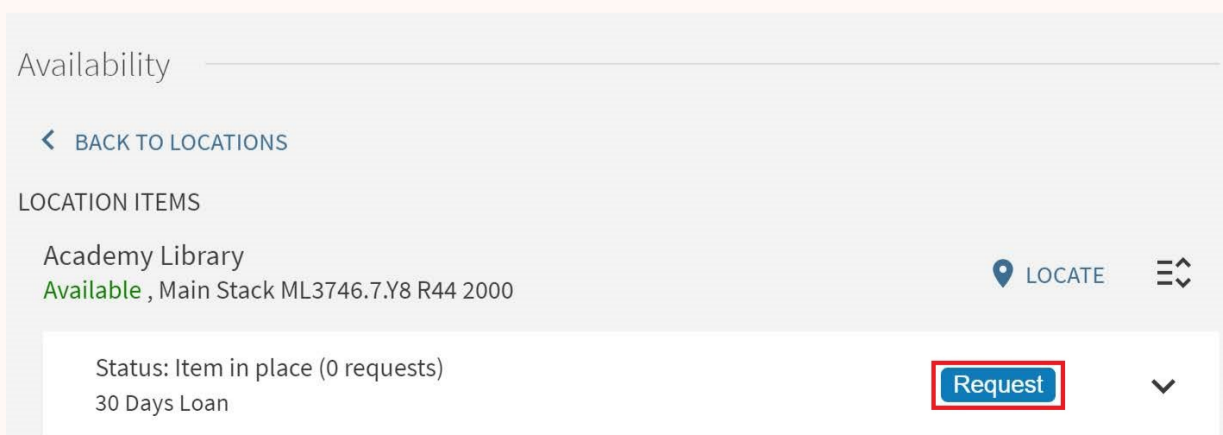 Availability
BACK TO LOCATIONS
LOCATION ITEMS
Academy Library
Available , Main Stack ML3746.7.Y8 R44 2000
LOCATE
Status: Item in place (0 requests)
30 Days Loan
Request